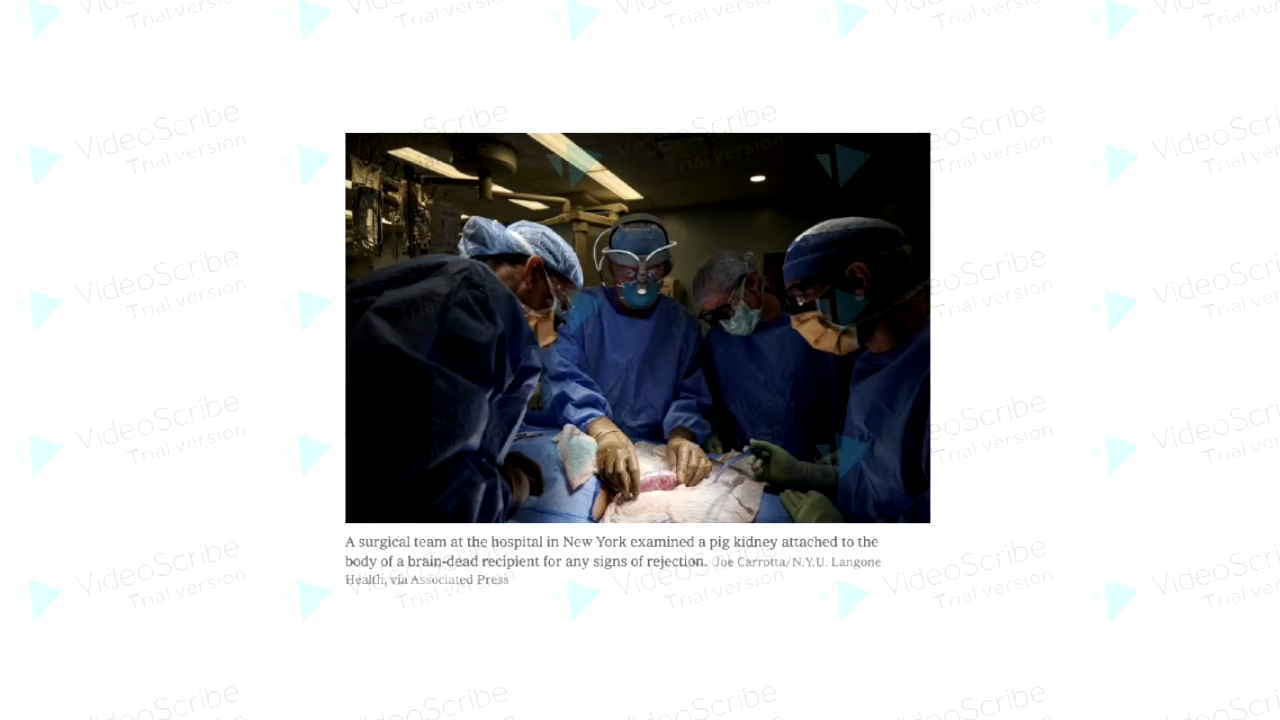 VideoScribe
Trial version
A surgical team at the hospital in New York examined a pig kidney attached to the
body of a brain-dead recipient for any signs of rejection. Joe Carrotta/N.Y.U. Langone
Health, via Associated Press